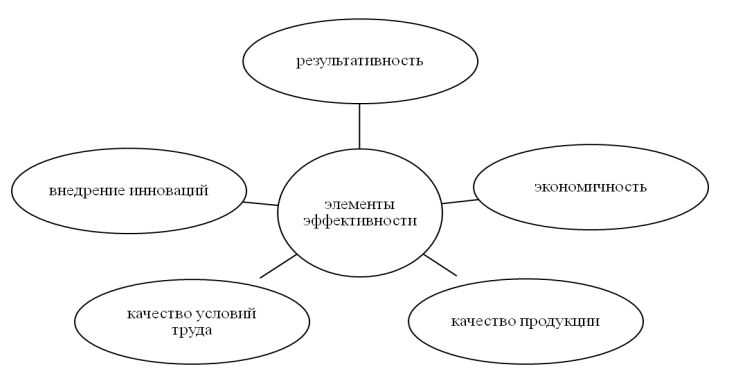 результативность
внедрение инноваций
экономичность
элементы
эффективности
качество условий
труда
качество продукции